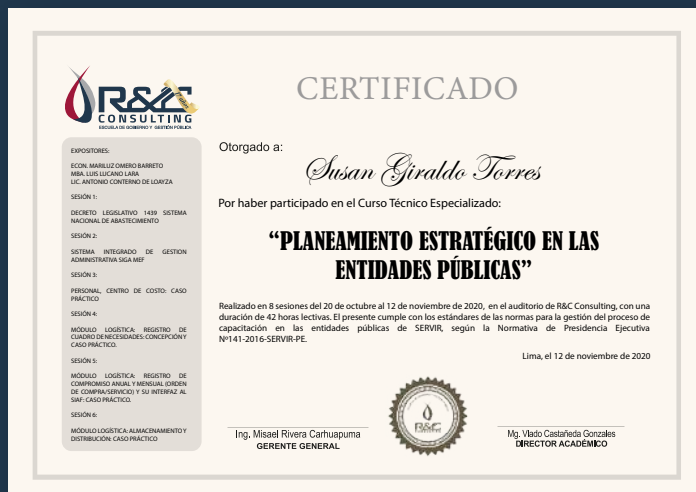 R&C
CONSULTING
ESCUELA DE GOBIERNO Y GESTIÓN PÚBLICA
CERTIFICADO
EXPOSITORES:
ECON. MARILUZ OMERO BARRETO
MBA. LUIS LUCANO LARA
LIC. ANTONIO CONTERNO DE LOAYZA
SESIÓN 1:
DECRETO LEGISLATIVO 1439 SISTEMA
NACIONAL DE ABASTECIMIENTO
SESIÓN 2:
SISTEMA INTEGRADO DE GESTION
ADMINISTRATIVA SIGA MEF
SESIÓN 3:
PERSONAL, CENTRO DE COSTO: CASO
PRÁCTICO
SESIÓN 4:
MÓDULO LOGÍSTICA: REGISTRO DE
CUADRO DE NECESIDADES: CONCEPCIÓN Y
CASO PRÁCTICO.
SESIÓN 5:
MÓDULO LOGÍSTICA: REGISTRO DE
COMPROMISO ANUAL Y MENSUAL (ORDEN
DE COMPRA/SERVICIO) Y SU INTERFAZ AL
SIAF: CASO PRÁCTICO.
SESIÓN 6:
MÓDULO LOGÍSTICA: ALMACENAMIENTO Y
DISTRIBUCIÓN: CASO PRÁCTICO
Otorgado a:
Susan Giraldo Torres
Por haber participado en el Curso Técnico Especializado:
“PLANEAMIENTO ESTRATÉGICO EN LAS
ENTIDADES PÚBLICAS”
Realizado en 8 sesiones del 20 de octubre al 12 de noviembre de 2020, en el auditorio de R&C Consulting, con una
duración de 42 horas lectivas. El presente cumple con los estándares de las normas para la gestión del proceso de
capacitación en las entidades públicas de SERVIR, según la Normativa de Presidencia Ejecutiva
Nº141-2016-SERVIR-PE.
Lima, el 12 de noviembre de 2020
R&C
Ing. Misael Rivera Carhuapuma
GERENTE GENERAL
Mg. Vlado Castañeda Gonzales
DIRECTOR ACADÉMICO